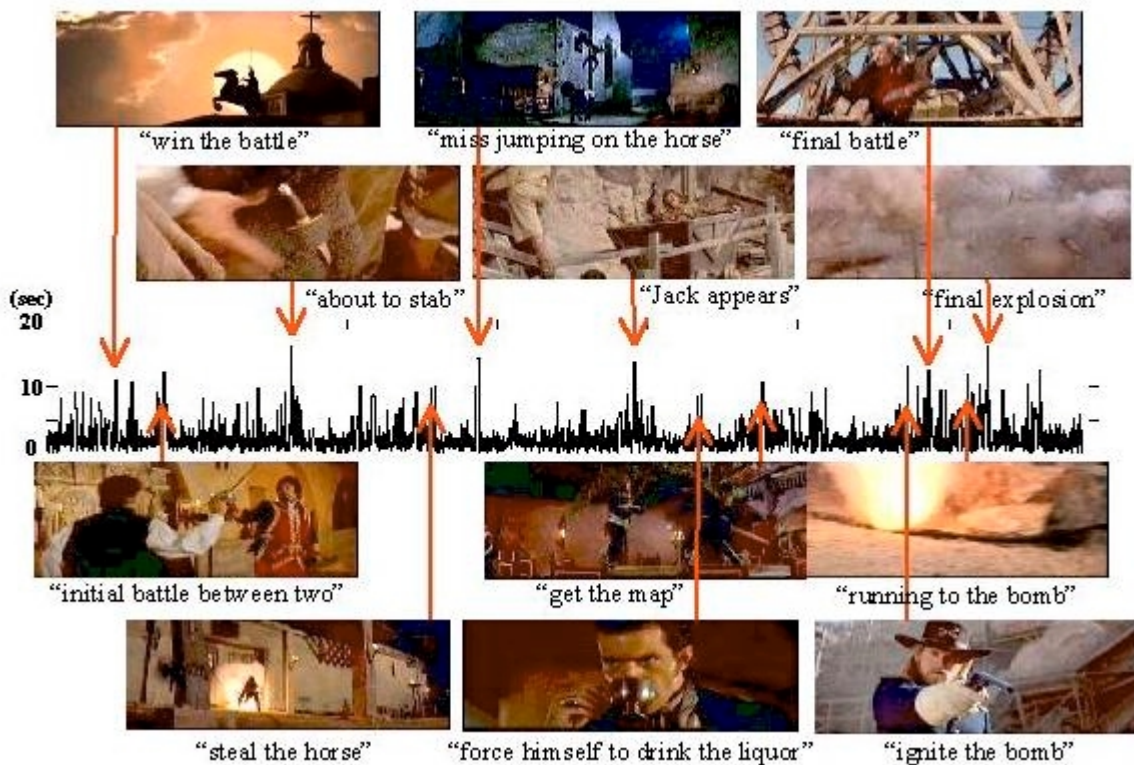 “win the battle”
“miss jumping on the horse”
“final battle”
“about to stab”
“Jack appears”
“final explosion”
(sec)
20
10
0
“initial battle between two”
“get the map”
“running to the bomb”
“steal the horse”
“force himself to drink the liquor”
“ignite the bomb”